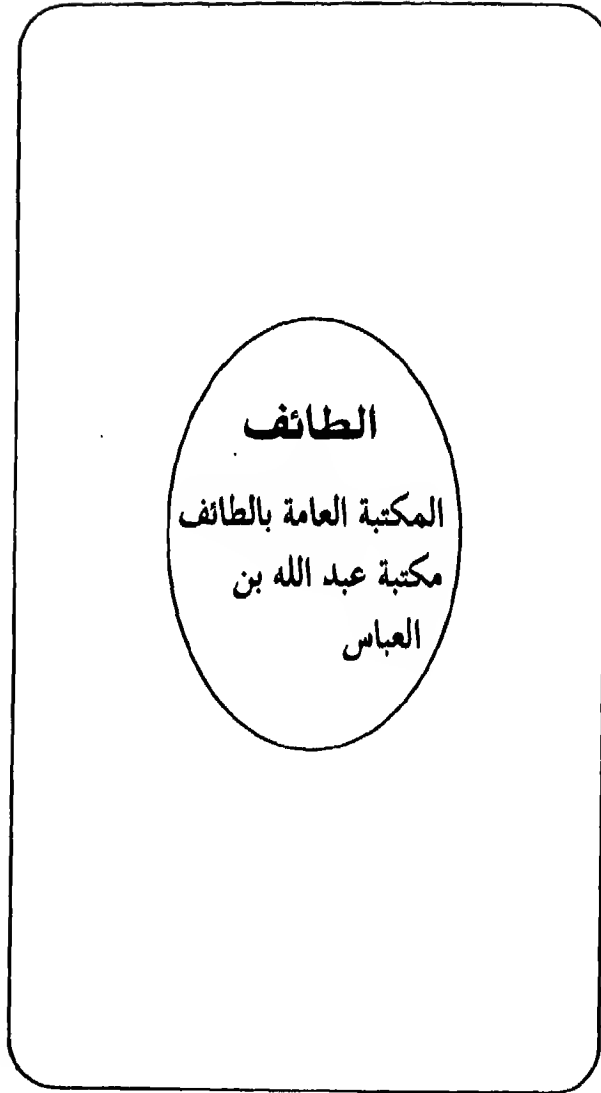 الطائف
المكتبة العامة بالطائف
مكتبة عبد الله بن
العباس